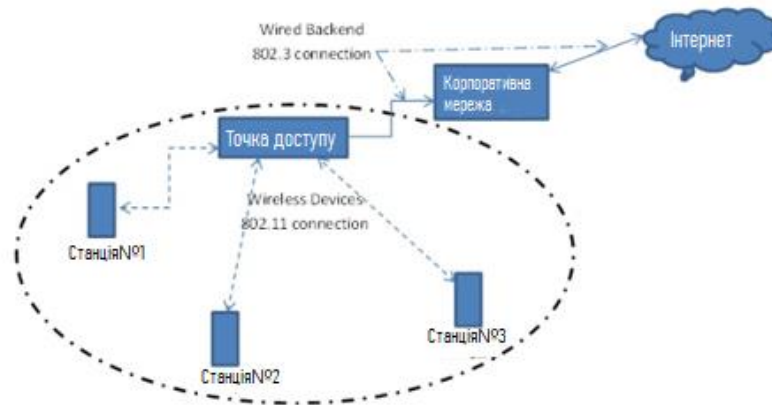 Wired Backend
802.3 connection
Інтернет
Корпоративна
мережа
Точка доступу
Wireless Devices
802.11 connection
Станція№1
Станція№2
Станція№3